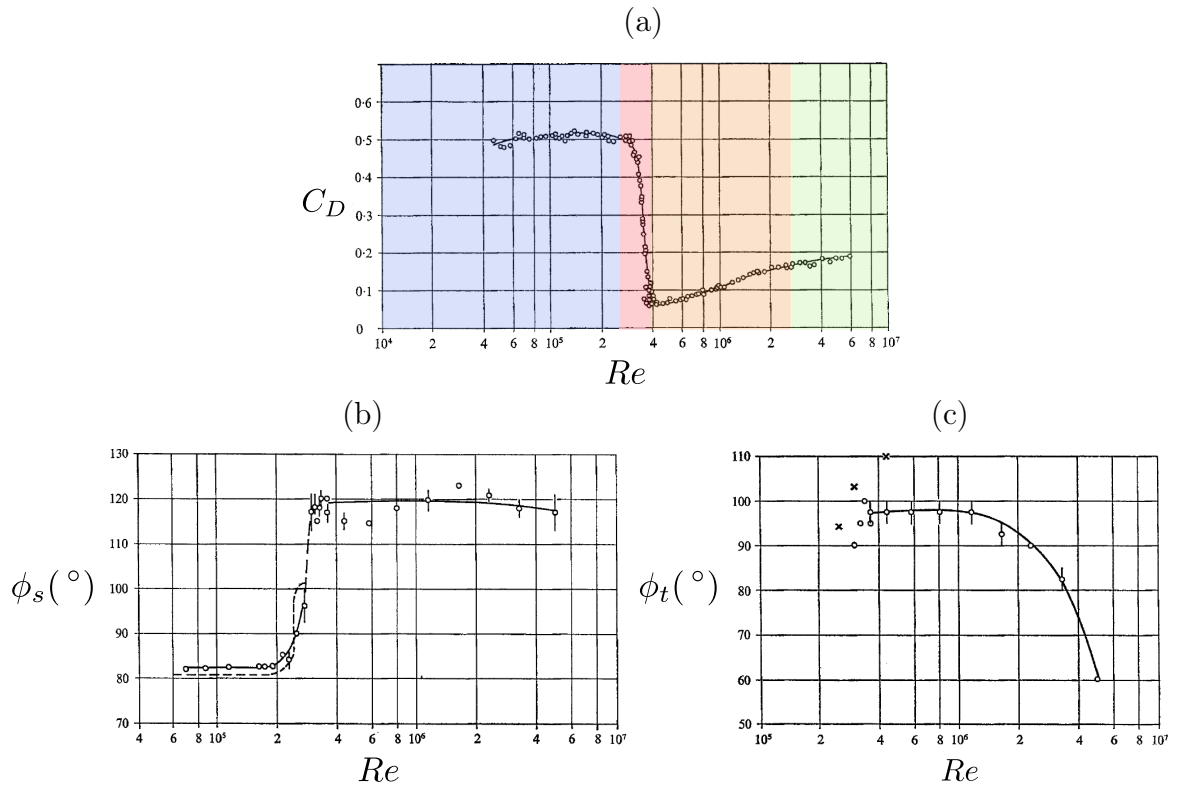 (a)
0·6
0·5
0·4
C_D 0·3
0·2
0·1
0
10⁴ 2 4 6 8 10⁵ 2 4 6 8 10⁶ 2 4 6 8 10⁷
Re
(b)
130
120
110
ϕ_s(°) 100
90
80
70
4 6 8 10⁵ 2 4 6 8 10⁶ 2 4 6 8 10⁷
Re
(c)
110
100
90
ϕ_t(°) 80
70
60
50
10⁵ 2 4 6 8 10⁶ 2 4 6 8 10⁷
Re